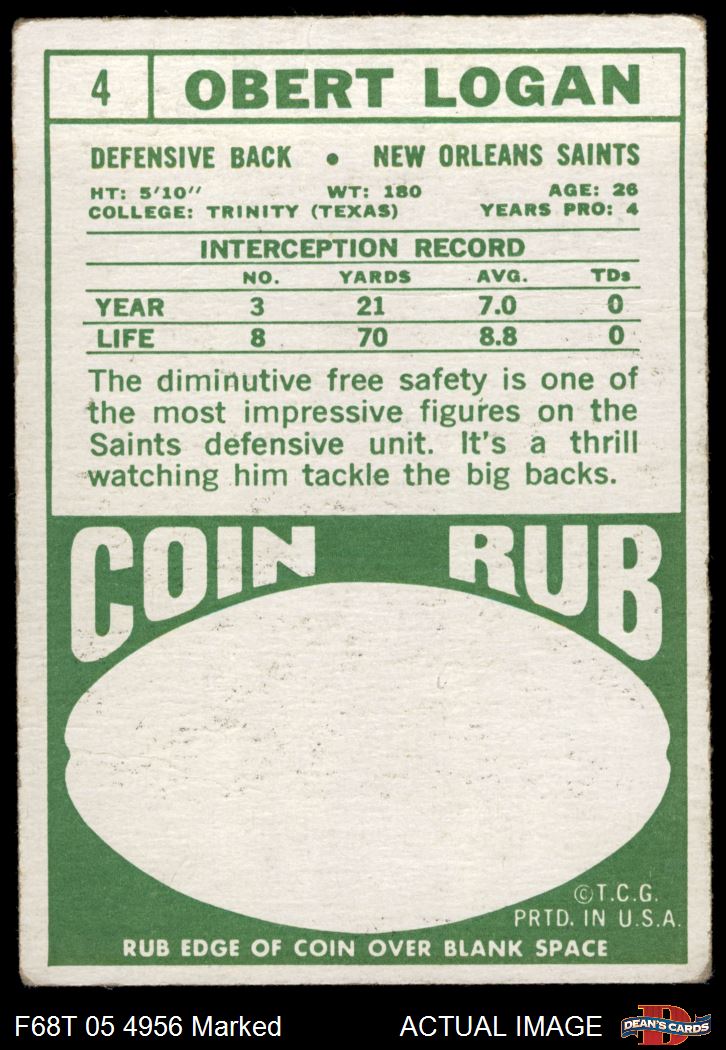 4 OBERT LOGAN
DEFENSIVE BACK • NEW ORLEANS SAINTS
HT: 5'10" WT: 180 AGE: 26
COLLEGE: TRINITY (TEXAS) YEARS PRO: 4
INTERCEPTION RECORD
NO. YARDS AVG. TDs
YEAR 3 21 7.0 0
LIFE 8 70 8.8 0
The diminutive free safety is one of
the most impressive figures on the
Saints defensive unit. It's a thrill
watching him tackle the big backs.
COIN RUB
©T.C.G.
PRTD. IN U.S.A.
RUB EDGE OF COIN OVER BLANK SPACE
F68T 05 4956 Marked ACTUAL IMAGE D DEAN'S CARDS